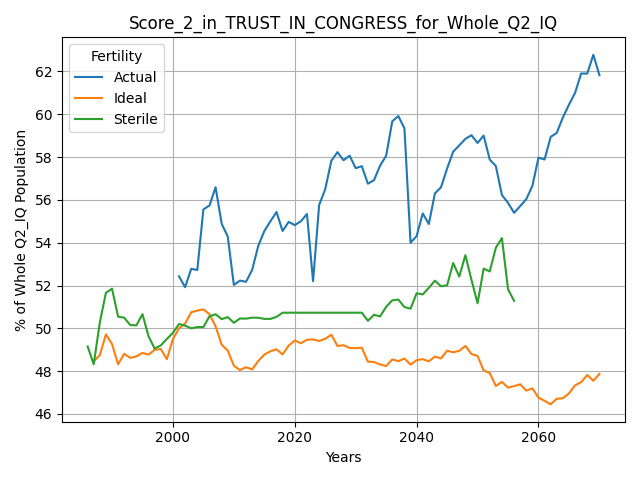 Score_2_in_TRUST_IN_CONGRESS_for_Whole_Q2_IQ
Fertility
Actual
Ideal
Sterile
% of Whole Q2_IQ Population
62
60
58
56
54
52
50
48
46
2000
2020
2040
2060
Years